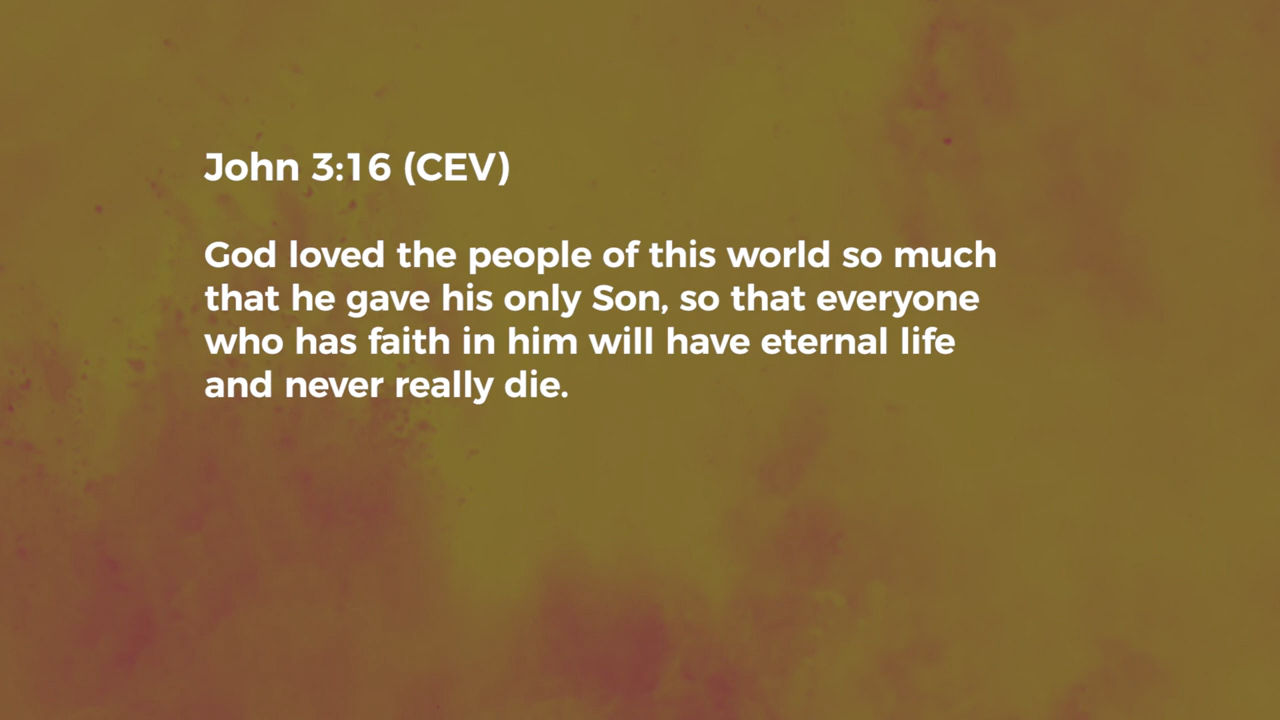 John 3:16 (CEV)
God loved the people of this world so much
that he gave his only Son, so that everyone
who has faith in him will have eternal life
and never really die.